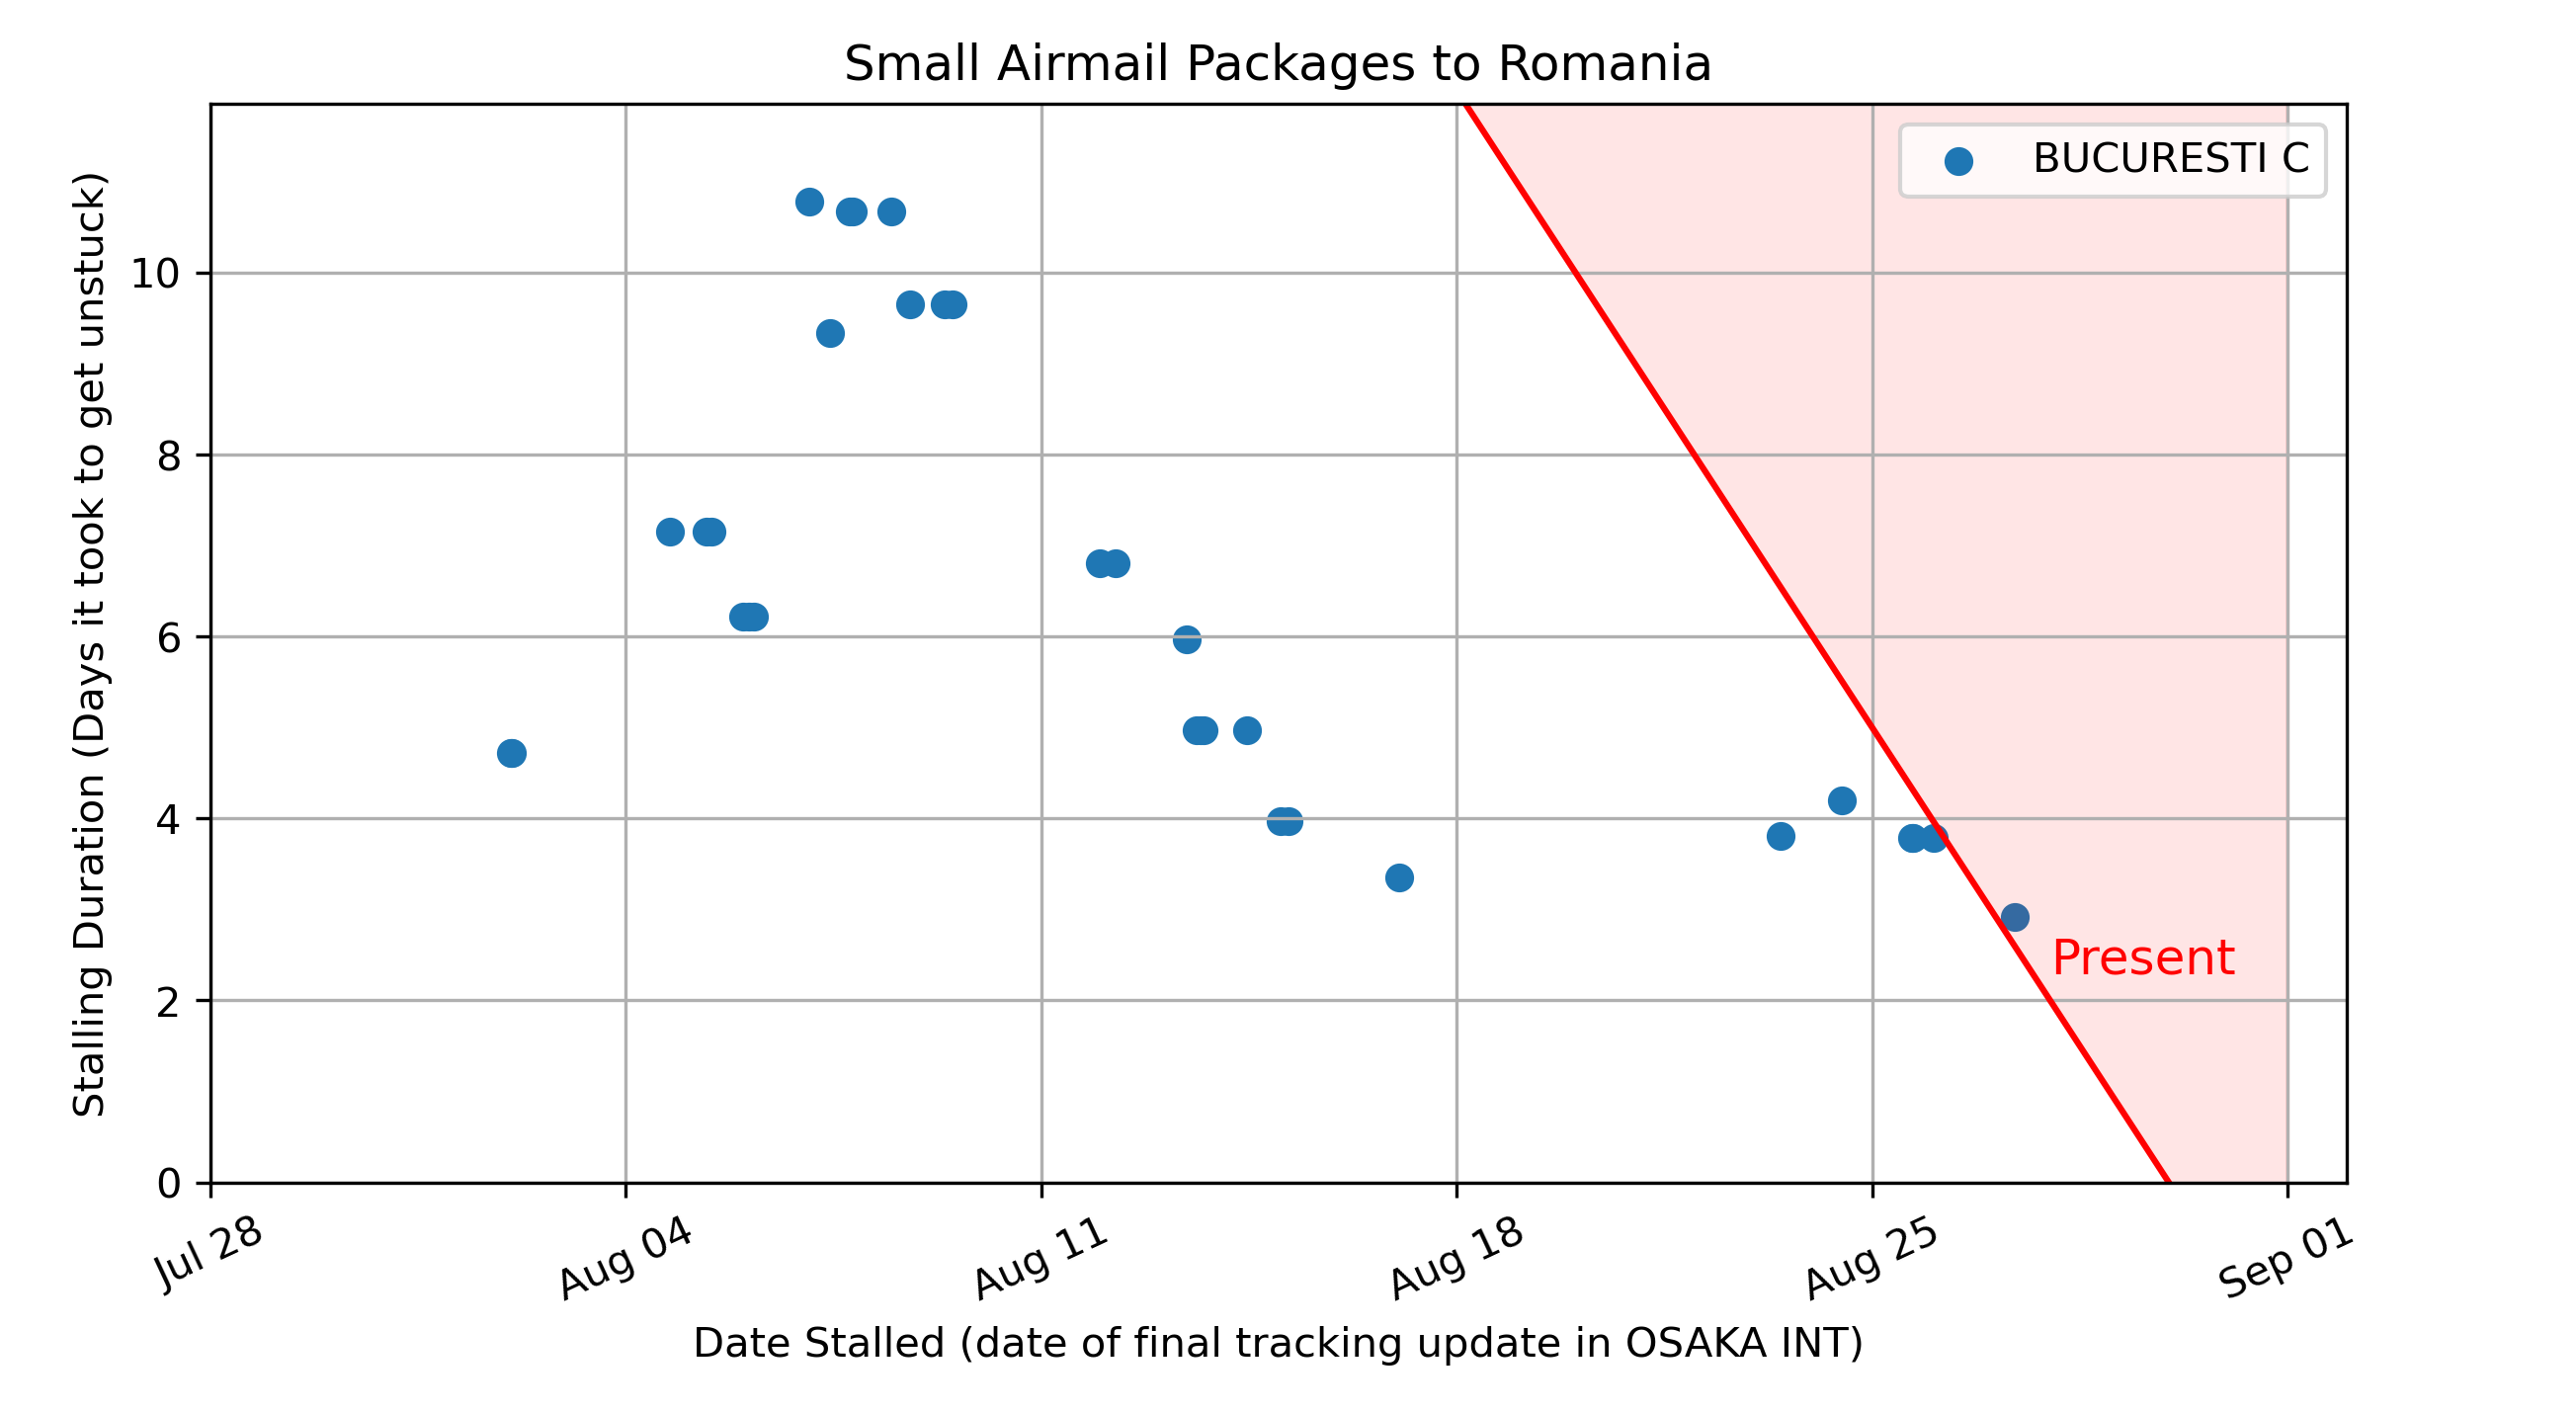 Small Airmail Packages to Romania
BUCURESTI C
Stalling Duration (Days it took to get unstuck)
10
8
6
4
2
0
Present
Jul 28
Aug 04
Aug 11
Aug 18
Aug 25
Sep 01
Date Stalled (date of final tracking update in OSAKA INT)